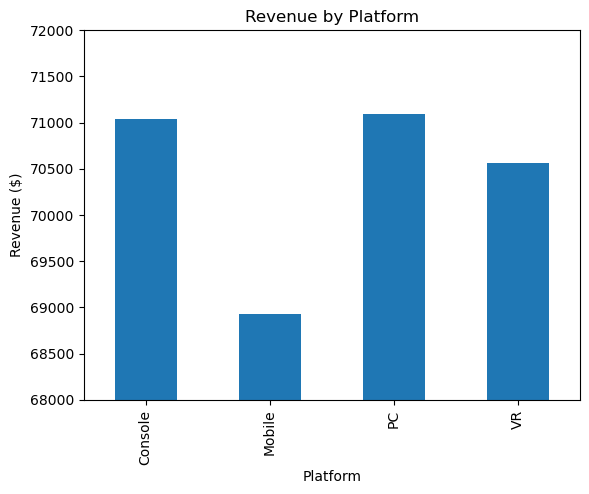 Revenue by Platform
72000
71500
71000
70500
70000
69500
69000
68500
68000
Revenue ($)
Console
Mobile
PC
VR
Platform